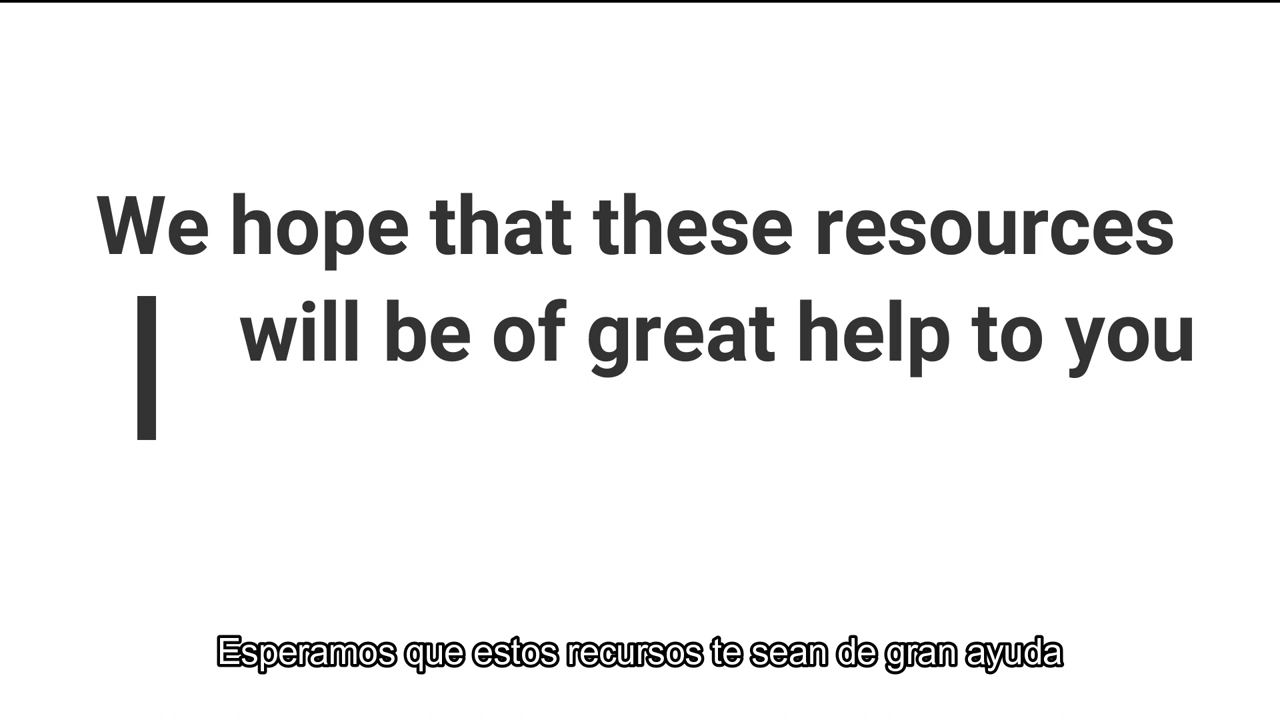 We hope that these resources
will be of great help to you
Esperamos que estos recursos te sean de gran ayuda